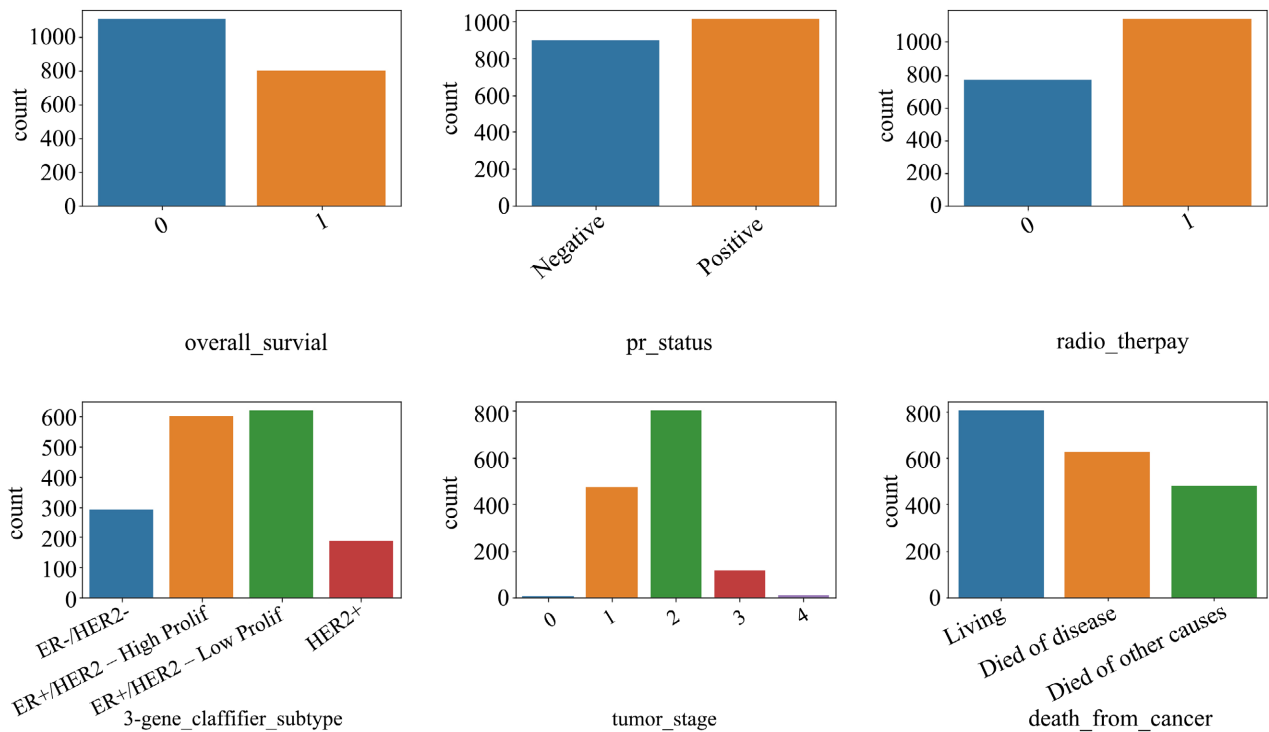 1000
800
600
400
200
0
count
0
1
overall_survial
1000
800
600
400
200
0
count
Negative
Positive
pr_status
1000
800
600
400
200
0
count
0
1
radio_therpay
600
500
400
300
200
100
0
count
ER-/HER2-
ER+/HER2 – High Prolif
ER+/HER2 – Low Prolif
HER2+
3-gene_claffifier_subtype
800
600
400
200
0
count
0
1
2
3
4
tumor_stage
800
600
400
200
0
count
Living
Died of disease
Died of other causes
death_from_cancer